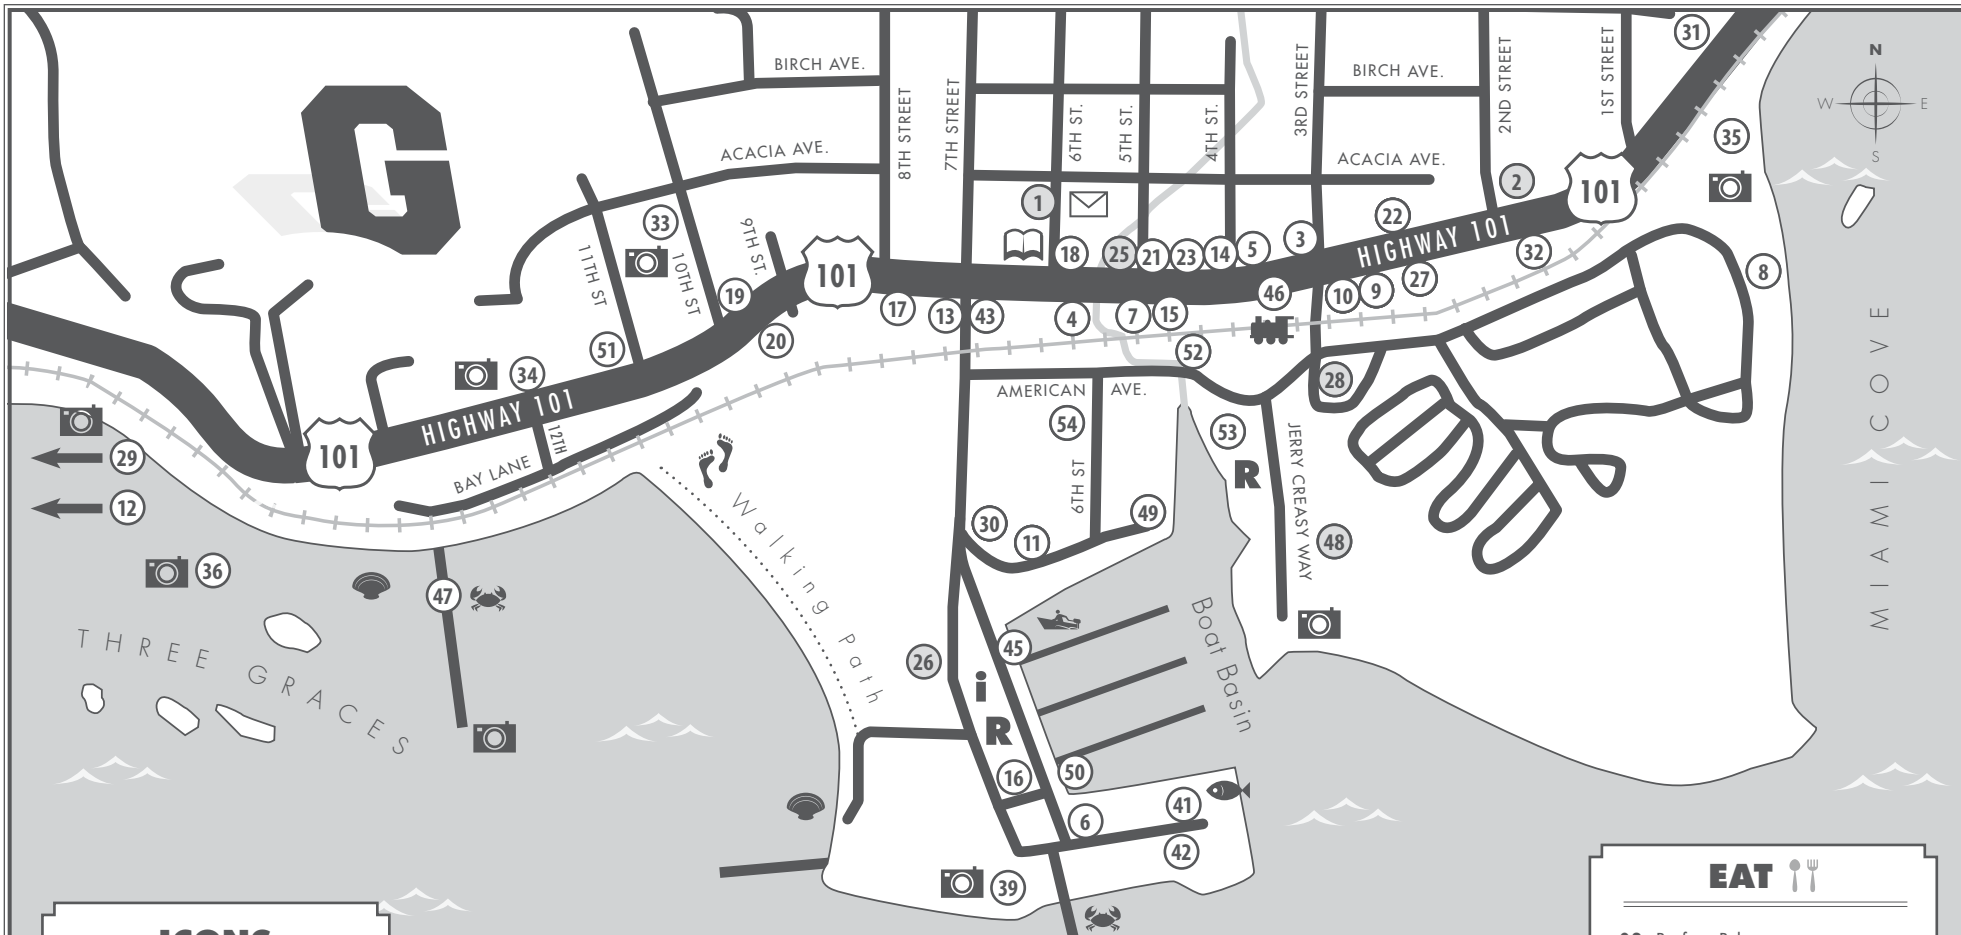 31
N
W
E
S
BIRCH AVE.
BIRCH AVE.
8TH STREET
7TH STREET
6TH ST.
5TH ST.
4TH ST.
3RD STREET
2ND STREET
1ST STREET
35
G
ACACIA AVE.
ACACIA AVE.
2
101
1
33
22
HIGHWAY 101
9TH ST.
10TH ST
11TH ST
101
18
25
21
23
14
5
3
32
8
19
46
10
9
27
17
13
43
4
7
15
20
51
52
34
28
AMERICAN
AVE.
HIGHWAY 101
12TH
BAY LANE
101
54
53
R
JERRY CREASY WAY
MIAMI COVE
29
12
6TH ST
49
30
11
48
Walking Path
36
47
THREE GRACES
26
45
Boat Basin
i
R
16
50
41
6
42
39
EAT
ICONS